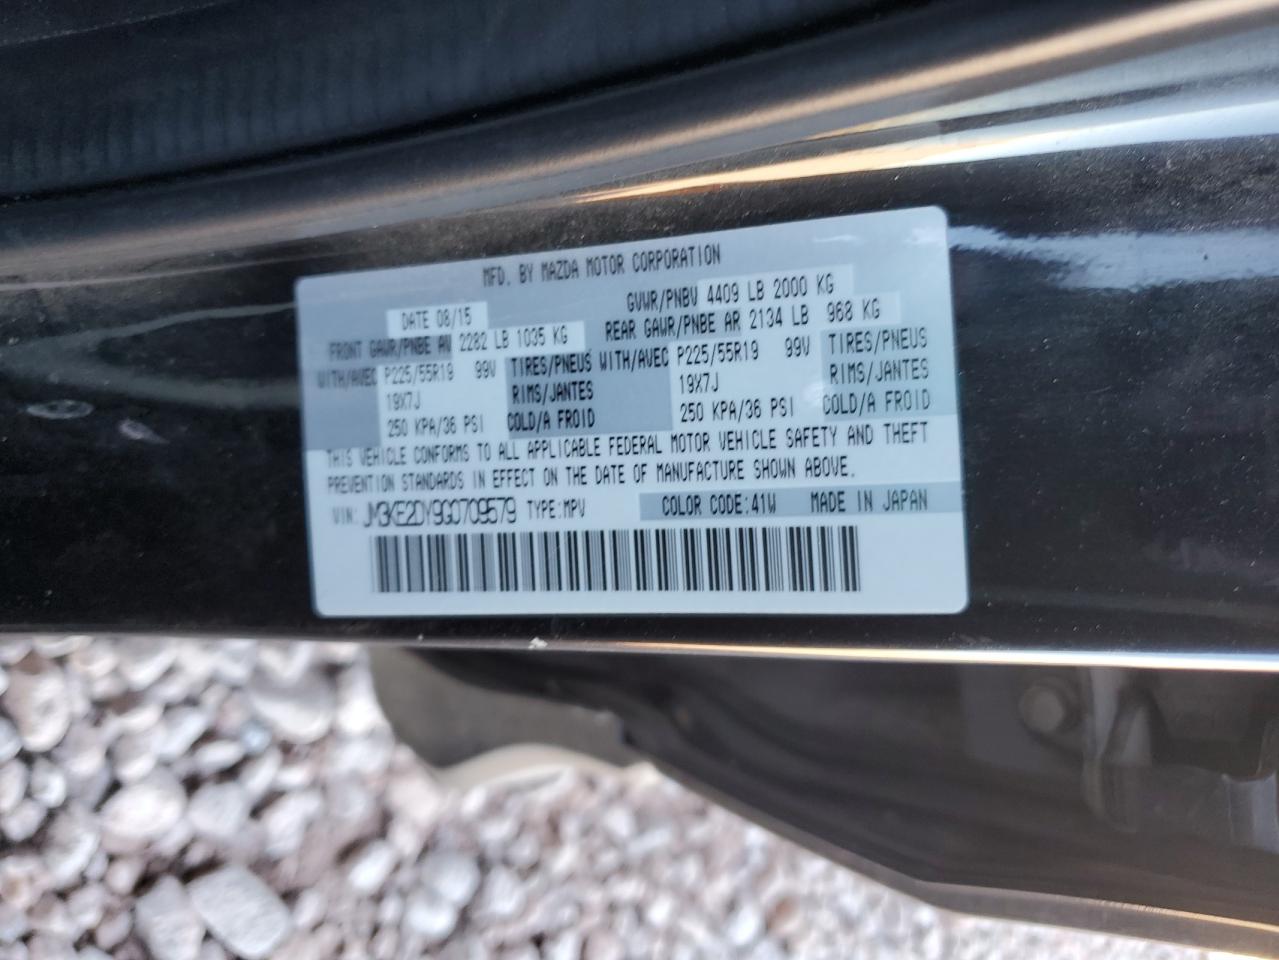 MFD. BY MAZDA MOTOR CORPORATION
DATE 08/15 GVWR/PNBV 4409 LB 2000 KG
FRONT GAWR/PNBE AV 2282 LB 1035 KG REAR GAWR/PNBE AR 2134 LB 968 KG
WITH/AVEC P225/55R19 99V TIRES/PNEUS WITH/AVEC P225/55R19 99V TIRES/PNEUS
19X7J RIMS/JANTES 19X7J RIMS/JANTES
250 KPA/36 PSI COLD/A FROID 250 KPA/36 PSI COLD/A FROID
THIS VEHICLE CONFORMS TO ALL APPLICABLE FEDERAL MOTOR VEHICLE SAFETY AND THEFT
PREVENTION STANDARDS IN EFFECT ON THE DATE OF MANUFACTURE SHOWN ABOVE.
VIN: JM3KE2DY9G0709579 TYPE:MPV COLOR CODE:41W MADE IN JAPAN